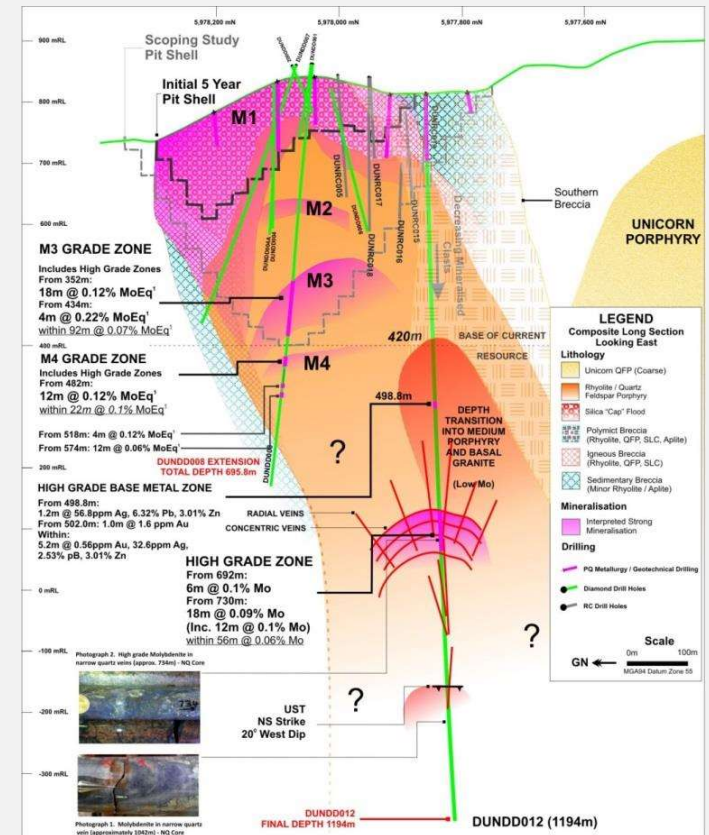 5,978,200 mN
5,978,000 mN
5,977,800 mN
5,977,600 mN
900 mRL
800 mRL
700 mRL
600 mRL
400 mRL
200 mRL
0 mRL
-200 mRL
-300 mRL
Scoping Study
Pit Shell
Initial 5 Year
Pit Shell
M1
M2
M3
M4
DUNRC005
DUNRC017
DUNRC018
DUNRC016
DUNRC015
DUNDD008
Decreasing Mineralised
Clasts
Southern
Breccia
UNICORN
PORPHYRY
M3 GRADE ZONE
Includes High Grade Zones
From 352m:
18m @ 0.12% MoEq¹
From 434m:
4m @ 0.22% MoEq¹
within 92m @ 0.07% MoEq¹
M4 GRADE ZONE
Includes High Grade Zones
From 482m:
12m @ 0.12% MoEq¹
within 22m @ 0.1% MoEq¹
From 518m: 4m @ 0.12% MoEq¹
From 574m: 12m @ 0.06% MoEq¹
DUNDD008 EXTENSION
TOTAL DEPTH 695.8m
420m
BASE OF CURRENT
RESOURCE
498.8m
DEPTH
TRANSITION
INTO MEDIUM
PORPHYRY
AND BASAL
GRANITE
(Low Mo)
?
HIGH GRADE BASE METAL ZONE
From 498.8m:
1.2m @ 56.8ppm Ag, 6.32% Pb, 3.01% Zn
From 502.0m: 1.0m @ 1.6 ppm Au
Within:
5.2m @ 0.56ppm Au, 32.6ppm Ag,
2.53% pB, 3.01% Zn
RADIAL VEINS
CONCENTRIC VEINS
HIGH GRADE ZONE
From 692m:
6m @ 0.1% Mo
From 730m:
18m @ 0.09% Mo
(Inc. 12m @ 0.1% Mo)
within 56m @ 0.06% Mo
?
?
UST
NS Strike
20° West Dip
Photograph 2. High grade Molybdenite in
narrow quartz veins (approx. 734m) - NQ Core
Photograph 1. Molybdenite in narrow quartz
vein (approximately 1042m) - NQ Core
DUNDD012
FINAL DEPTH 1194m
DUNDD012 (1194m)
LEGEND
Composite Long Section
Looking East
Lithology
Unicorn QFP (Coarse)
Rhyolite / Quartz
Feldspar Porphyry
Silica "Cap" Flood
Polymict Breccia
(Rhyolite, QFP, SLC, Aplite)
Igneous Breccia
(Rhyolite, QFP, SLC)
Sedimentary Breccia
(Minor Rhyolite / Aplite)
Mineralisation
Interpreted Strong
Mineralisation
Drilling
PQ Metallurgy / Geotechnical Drilling
Diamond Drill Holes
RC Drill Holes
Scale
0m 100m
GN
MGA94 Datum Zone 55